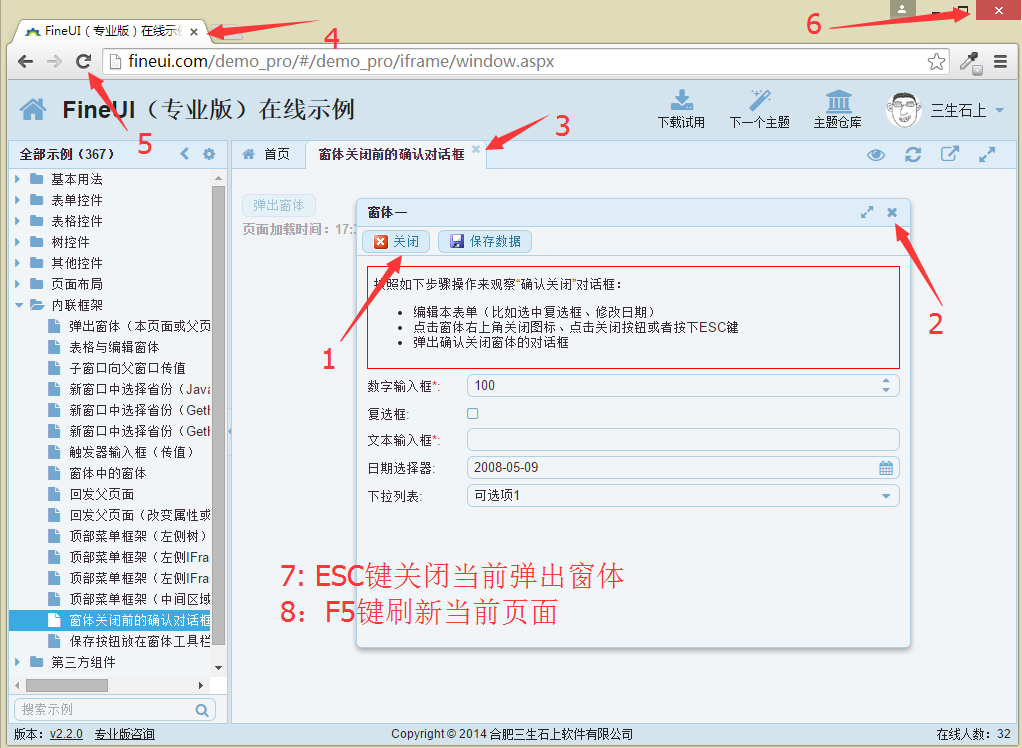 6
FineUI（专业版）在线示
4
fineui.com/demo_pro/#/demo_pro/iframe/window.aspx
5
FineUI（专业版）在线示例
下载试用
下一个主题
主题仓库
三生石上
3
全部示例（367）
首页
窗体关闭前的确认对话框
基本用法
表单控件
表格控件
树控件
其他控件
页面布局
内联框架
弹出窗体（本页面或父页
表格与编辑窗体
子窗口向父窗口传值
新窗口中选择省份（Java
新窗口中选择省份（GetH
新窗口中选择省份（GetH
触发器输入框（传值）
窗体中的窗体
回发父页面
回发父页面（改变属性或
顶部菜单框架（左侧树）
顶部菜单框架（左侧IFra
顶部菜单框架（左侧IFra
顶部菜单框架（中间区域
窗体关闭前的确认对话框
保存按钮放在窗体工具栏
第三方组件
搜索示例
弹出窗体
页面加载时间：17:
窗体一
关闭
保存数据
按照如下步骤操作来观察“确认关闭”对话框：
编辑本表单（比如选中复选框、修改日期）
点击窗体右上角关闭图标、点击关闭按钮或者按下ESC键
弹出确认关闭窗体的对话框
1
2
数字输入框*: 100
复选框:
文本输入框*:
日期选择器: 2008-05-09
下拉列表: 可选项1
7: ESC键关闭当前弹出窗体
8：F5键刷新当前页面
版本：v2.2.0 专业版咨询
Copyright © 2014 合肥三生石上软件有限公司
在线人数：32